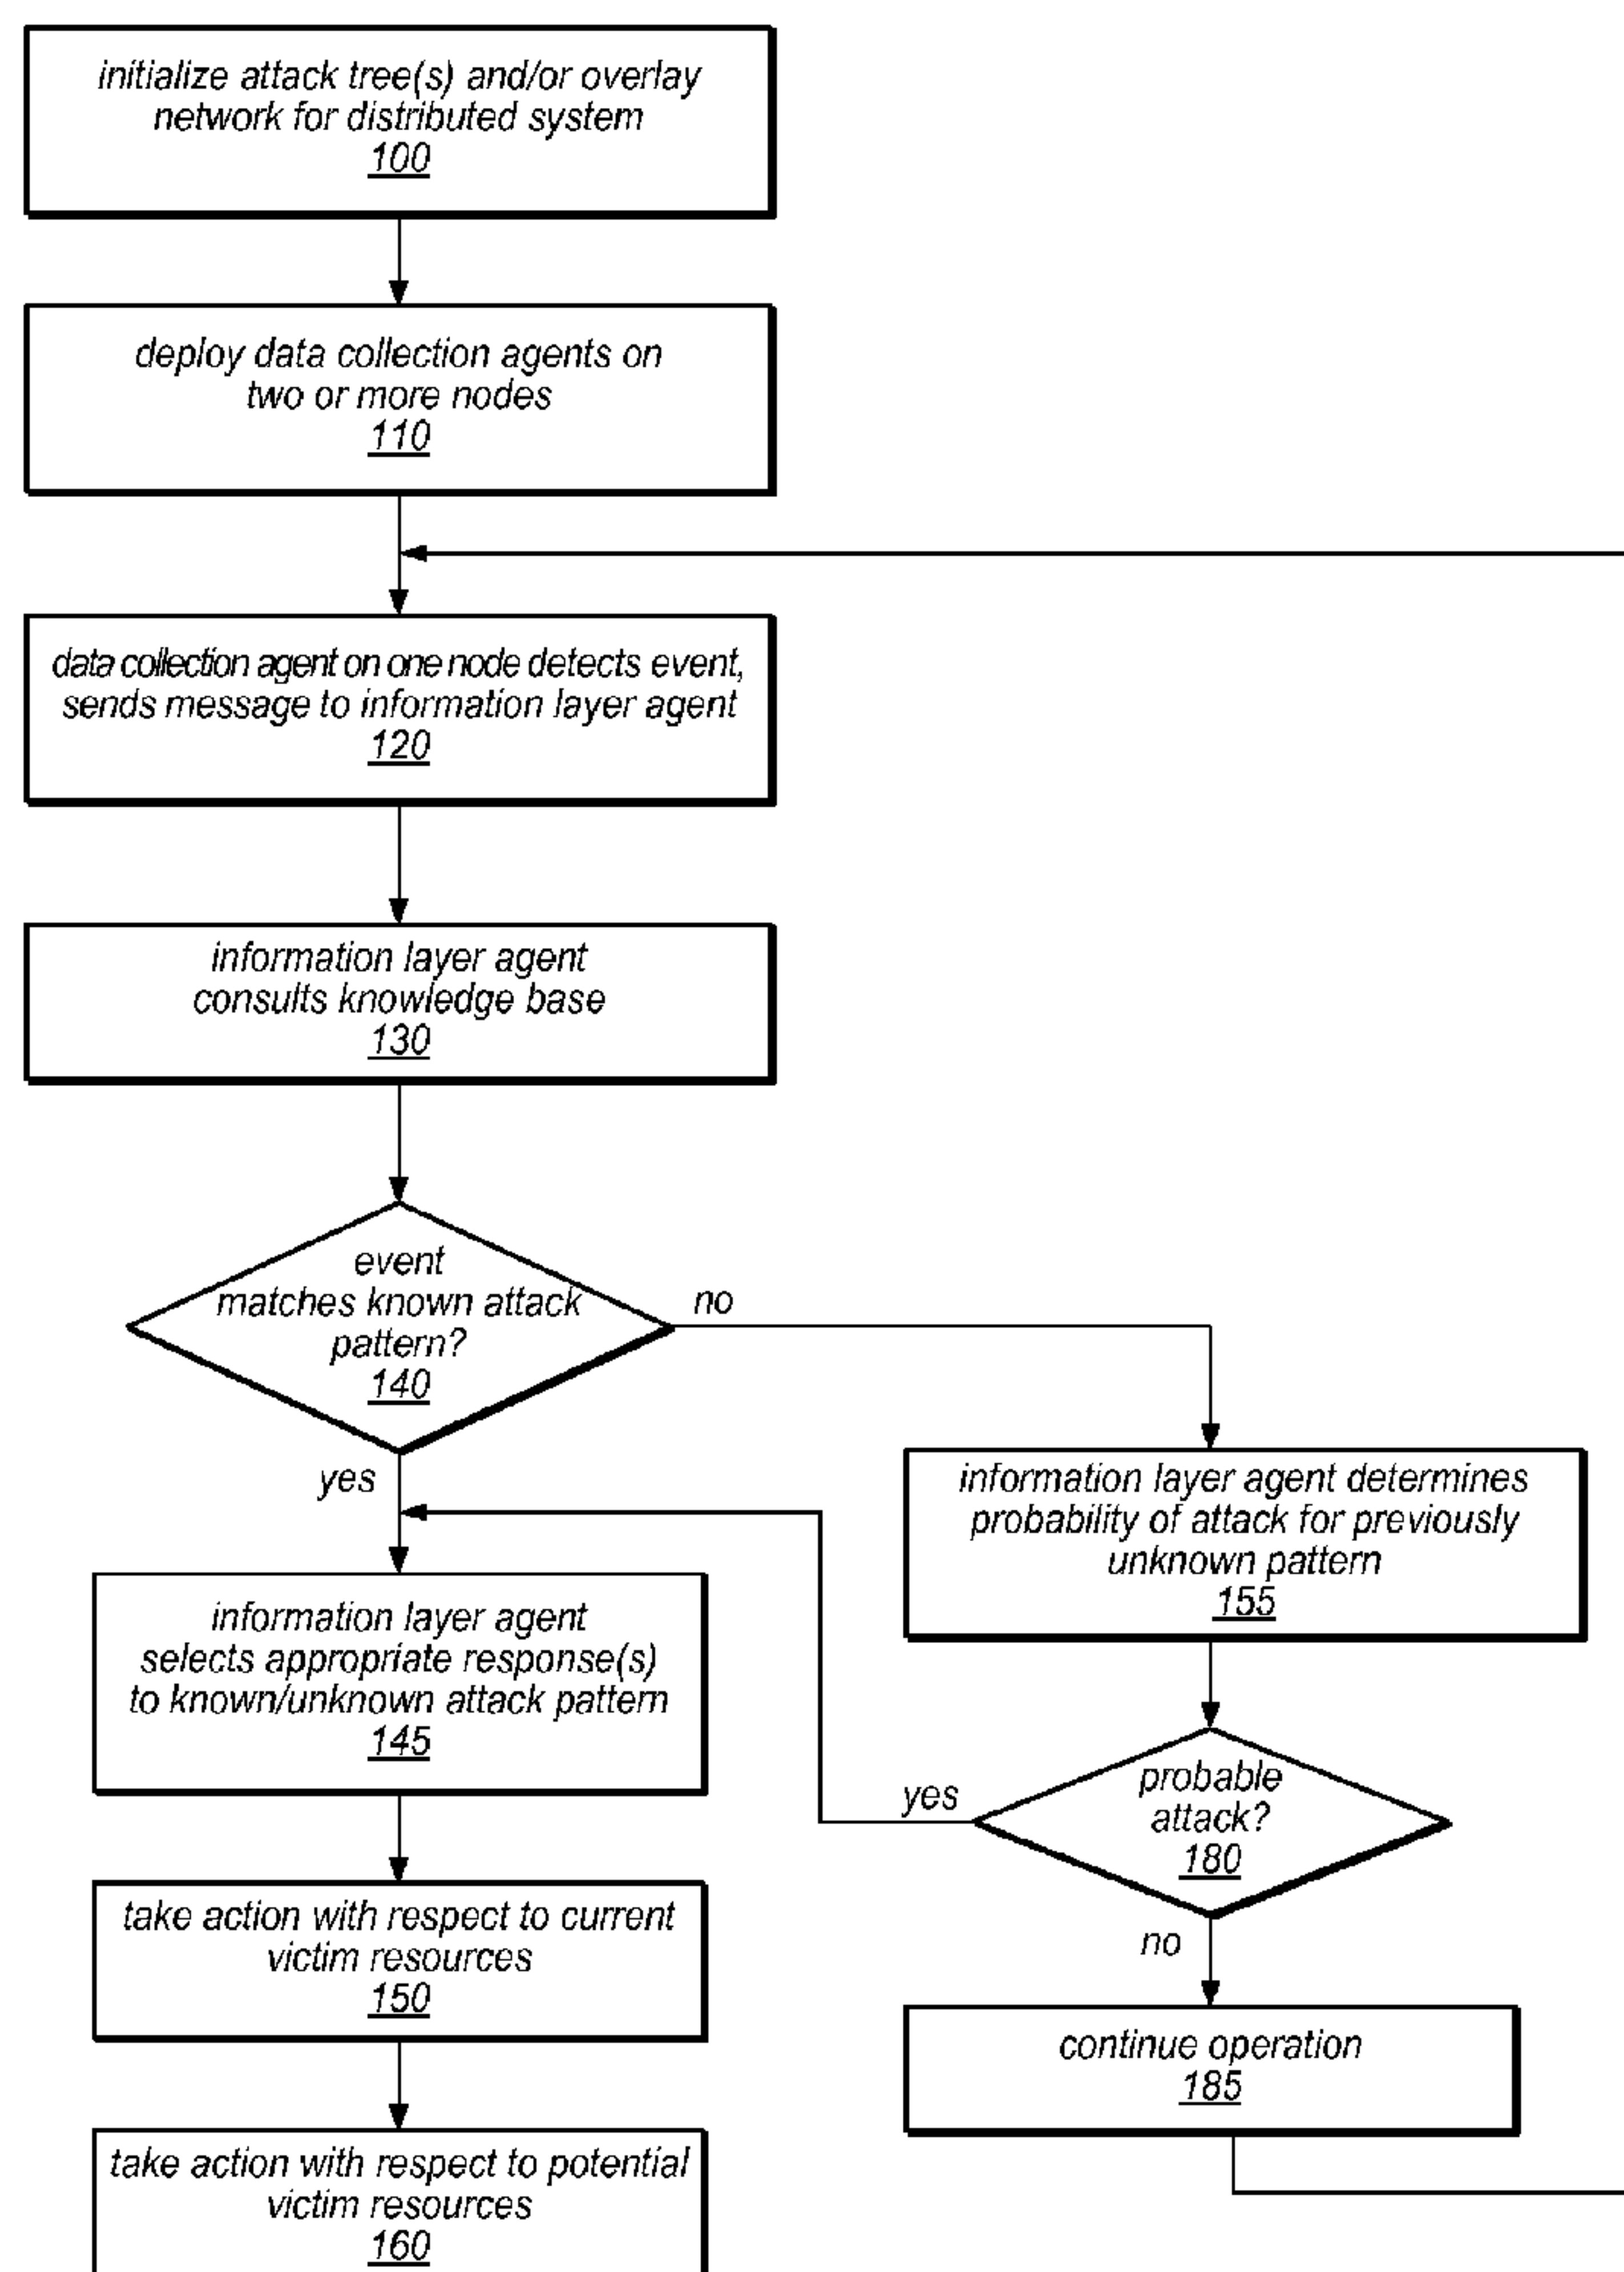 initialize attack tree(s) and/or overlay
network for distributed system
100
deploy data collection agents on
two or more nodes
110
data collection agent on one node detects event,
sends message to information layer agent
120
information layer agent
consults knowledge base
130
event
matches known attack
pattern?
140
no
yes
information layer agent determines
probability of attack for previously
unknown pattern
155
information layer agent
selects appropriate response(s)
to known/unknown attack pattern
145
probable
attack?
180
yes
no
take action with respect to current
victim resources
150
continue operation
185
take action with respect to potential
victim resources
160